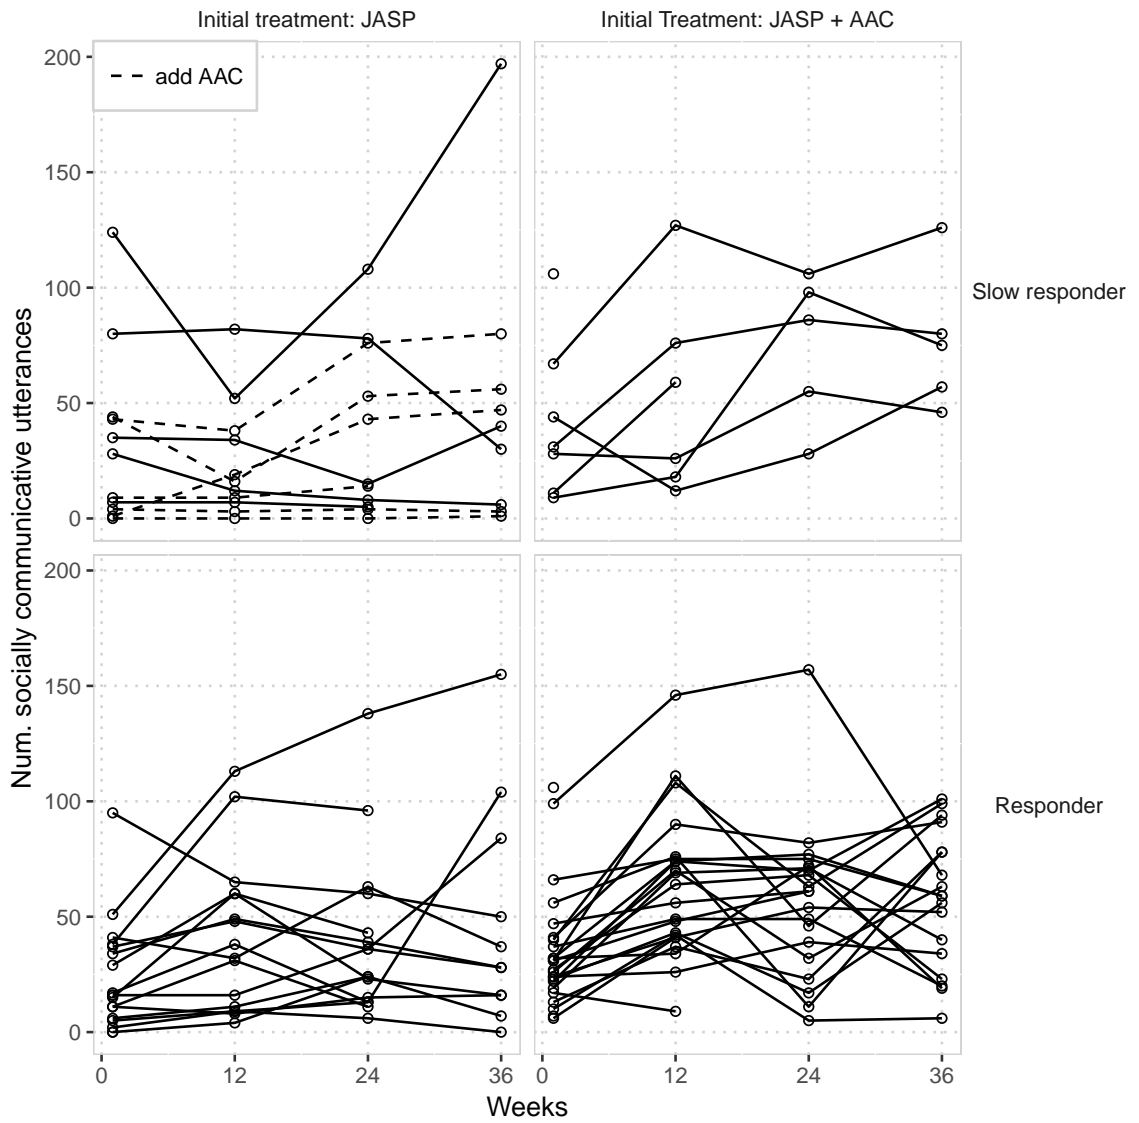 Initial treatment: JASP
Initial Treatment: JASP + AAC
add AAC
200
150
100
50
0
Slow responder
Num. socially communicative utterances
200
150
100
50
0
Responder
0 12 24 36
0 12 24 36
Weeks